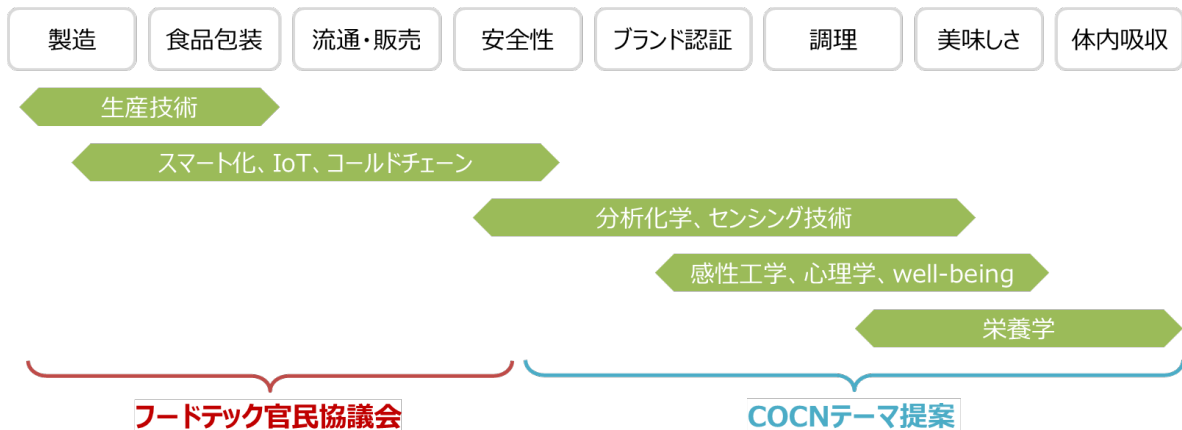 製造
食品包装
流通・販売
安全性
ブランド認証
調理
美味しさ
体内吸収
生産技術
スマート化、IoT、コールドチェーン
分析化学、センシング技術
感性工学、心理学、well-being
栄養学
フードテック官民協議会
COCNテーマ提案